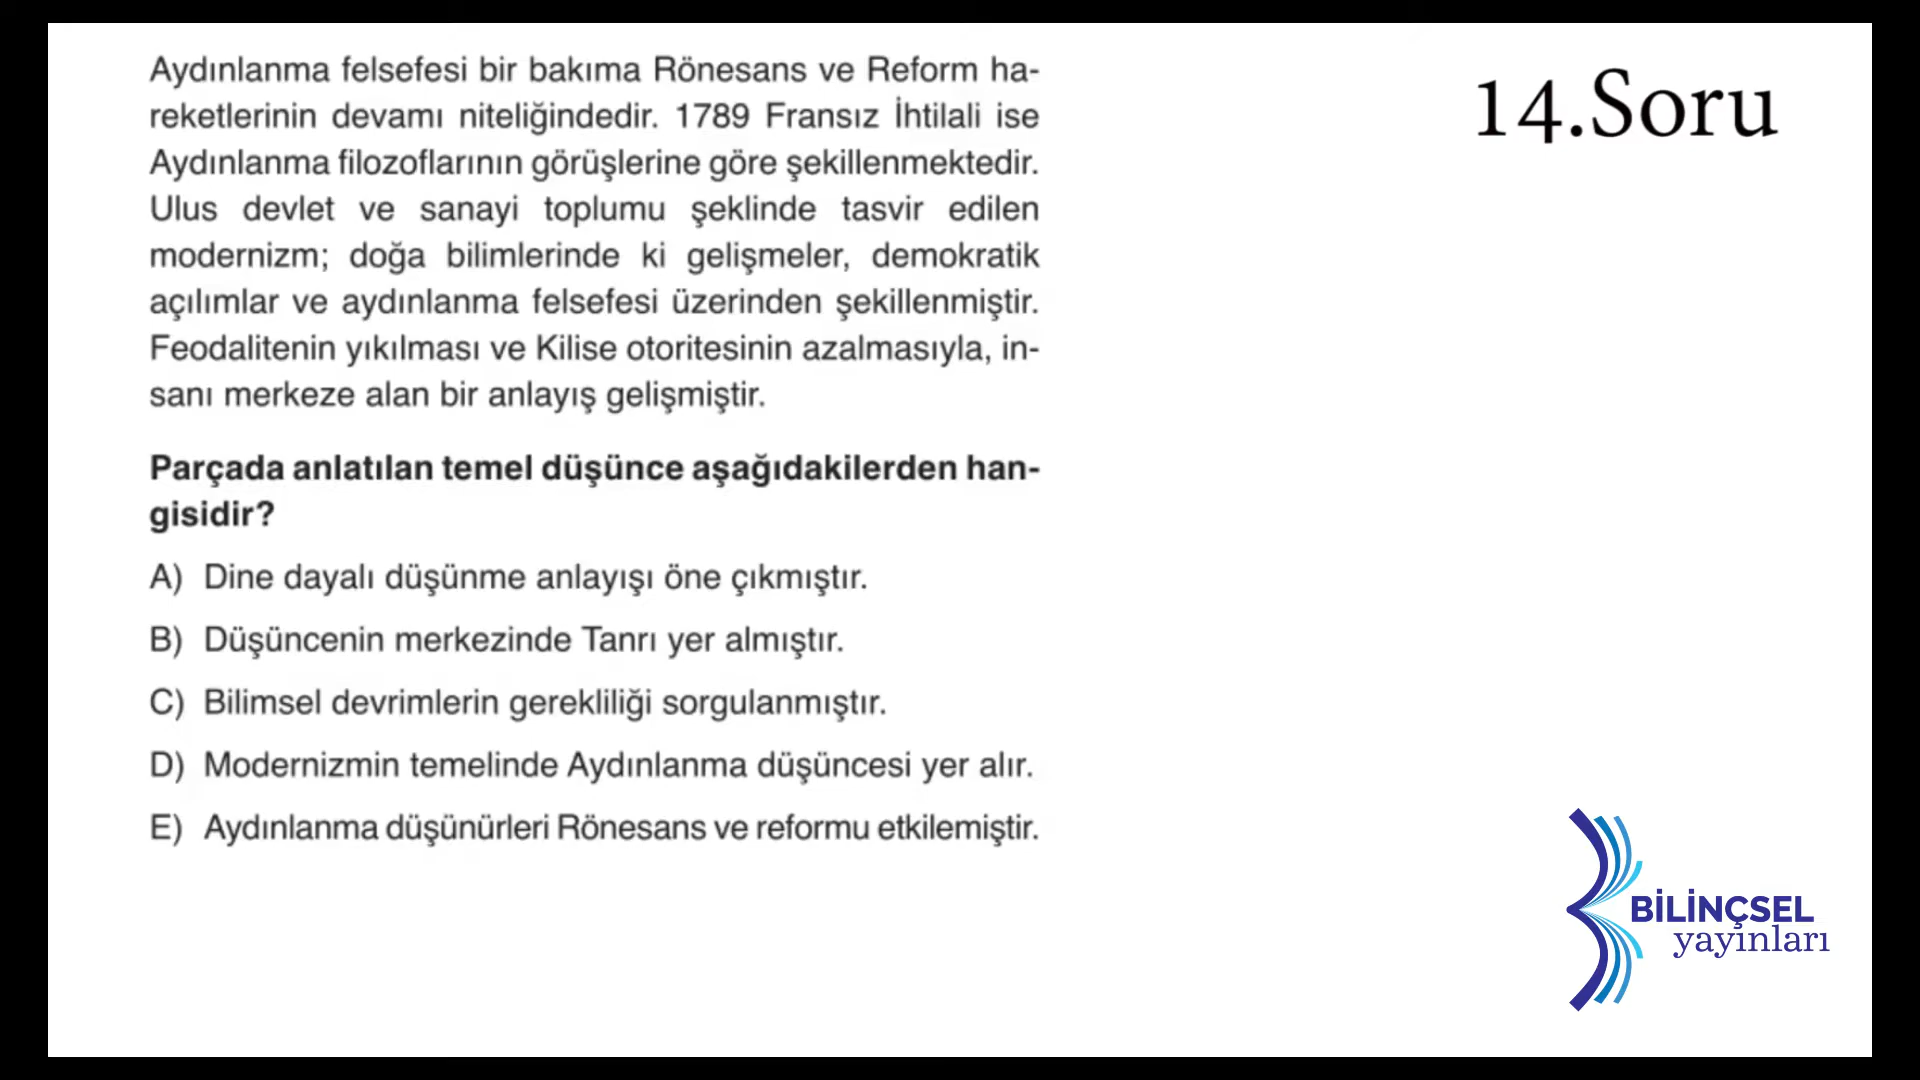 Aydınlanma felsefesi bir bakıma Rönesans ve Reform ha-
reketlerinin devamı niteliğindedir. 1789 Fransız İhtilali ise
Aydınlanma filozoflarının görüşlerine göre şekillenmektedir.
Ulus devlet ve sanayi toplumu şeklinde tasvir edilen
modernizm; doğa bilimlerinde ki gelişmeler, demokratik
açılımlar ve aydınlanma felsefesi üzerinden şekillenmiştir.
Feodalitenin yıkılması ve Kilise otoritesinin azalmasıyla, in-
sanı merkeze alan bir anlayış gelişmiştir.
Parçada anlatılan temel düşünce aşağıdakilerden han-
gisidir?
A) Dine dayalı düşünme anlayışı öne çıkmıştır.
B) Düşüncenin merkezinde Tanrı yer almıştır.
C) Bilimsel devrimlerin gerekliliği sorgulanmıştır.
D) Modernizmin temelinde Aydınlanma düşüncesi yer alır.
E) Aydınlanma düşünürleri Rönesans ve reformu etkilemiştir.
14.Soru
BİLİNÇSEL
yayınları